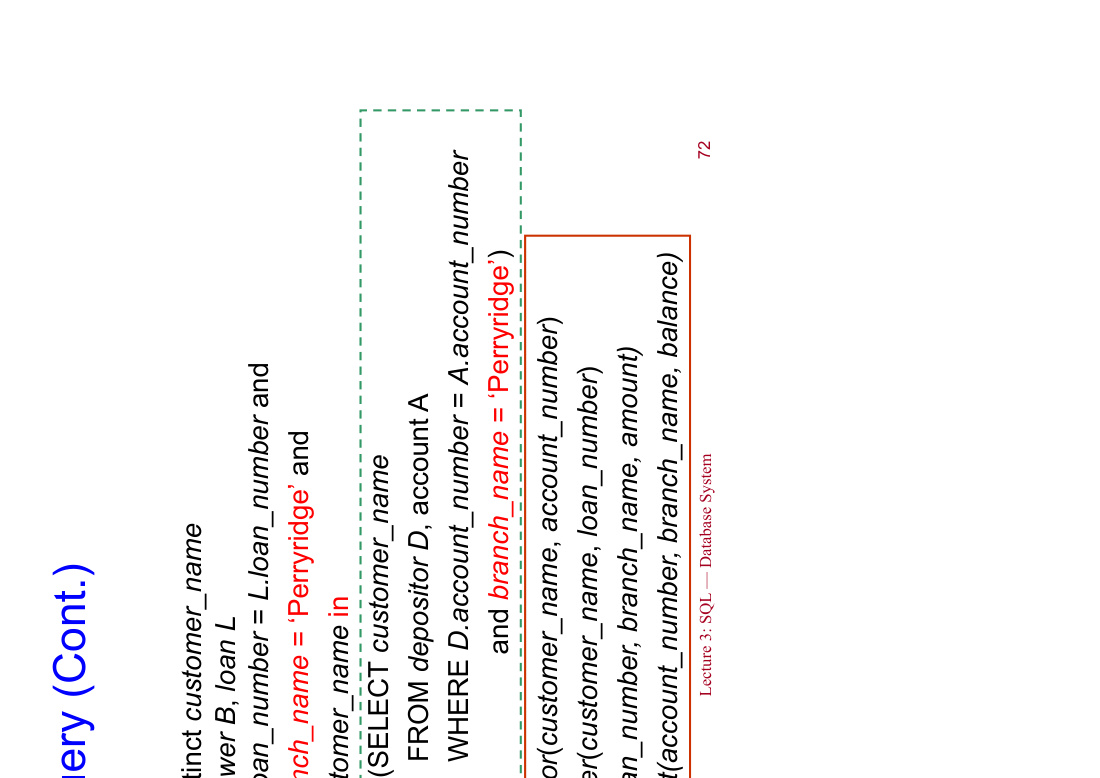 uery (Cont.)
tinct customer_name
wer B, loan L
oan_number = L.loan_number and
nch_name = ‘Perryridge’ and
tomer_name in
(SELECT customer_name
FROM depositor D, account A
WHERE D.account_number = A.account_number
and branch_name = ‘Perryridge’)
or(customer_name, account_number)
er(customer_name, loan_number)
an_number, branch_name, amount)
t(account_number, branch_name, balance)
Lecture 3: SQL — Database System
72